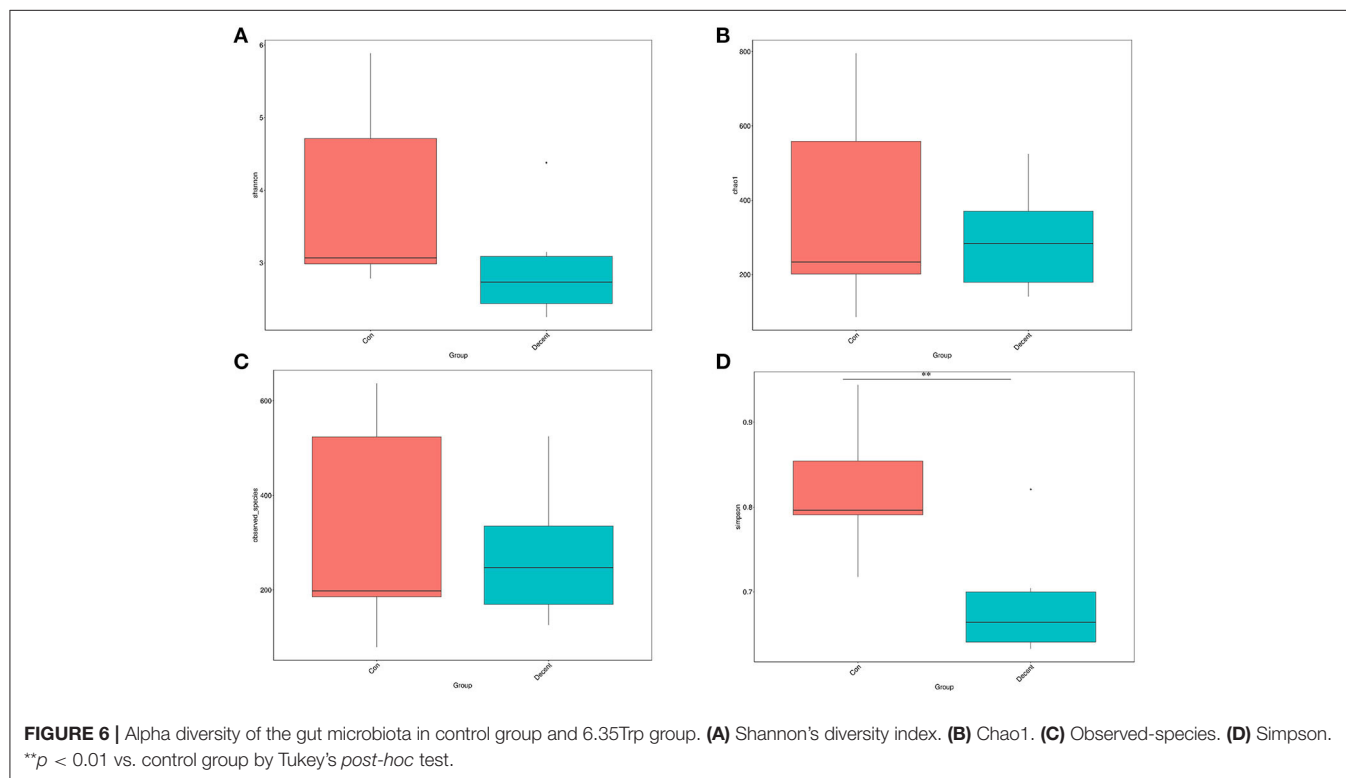 A
6
5
4
3
shannon
Con
Decent
Group
B
800
600
400
200
chao1
Con
Decent
Group
C
600
400
200
observed_species
Con
Decent
Group
D
**
0.9
0.8
0.7
simpson
Con
Decent
Group
FIGURE 6 | Alpha diversity of the gut microbiota in control group and 6.35Trp group. (A) Shannon's diversity index. (B) Chao1. (C) Observed-species. (D) Simpson.
**p < 0.01 vs. control group by Tukey's post-hoc test.